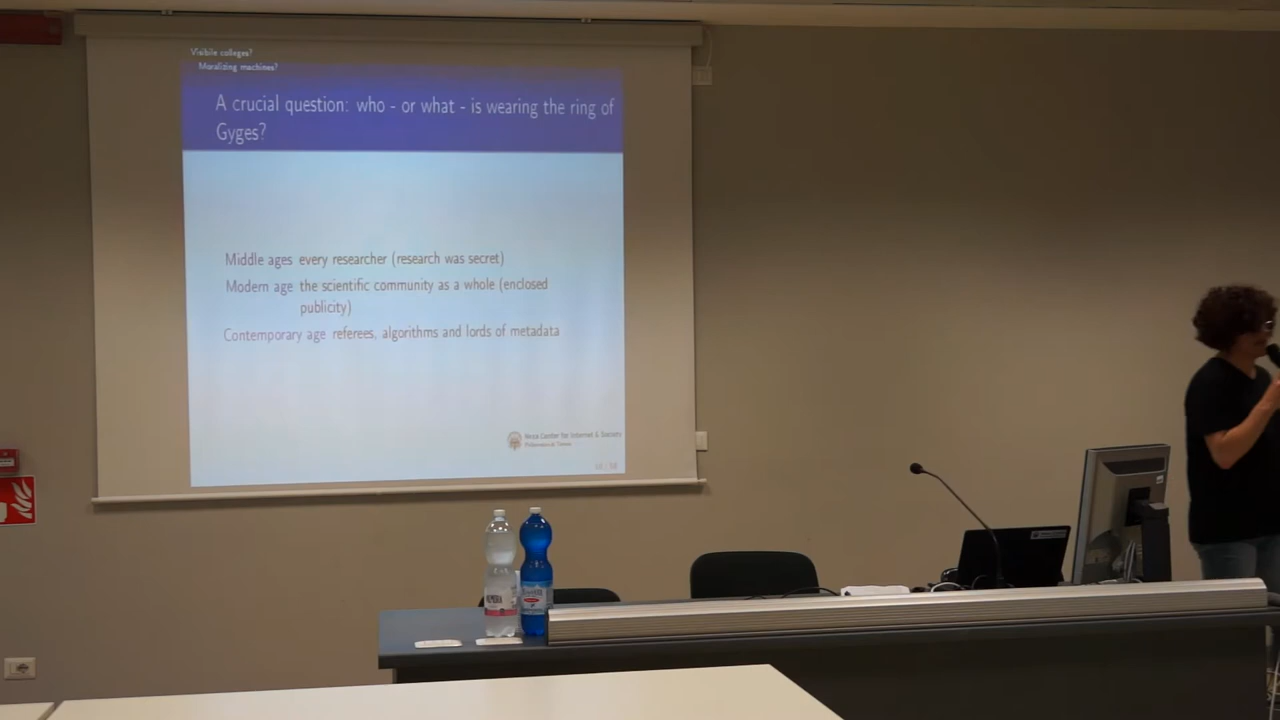 Visibile colleges?
Moralizing machines?
A crucial question: who - or what - is wearing the ring of
Gyges?
Middle ages every researcher (research was secret)
Modern age the scientific community as a whole (enclosed
publicity)
Contemporary age referees, algorithms and lords of metadata
Nexa Center for Internet & Society